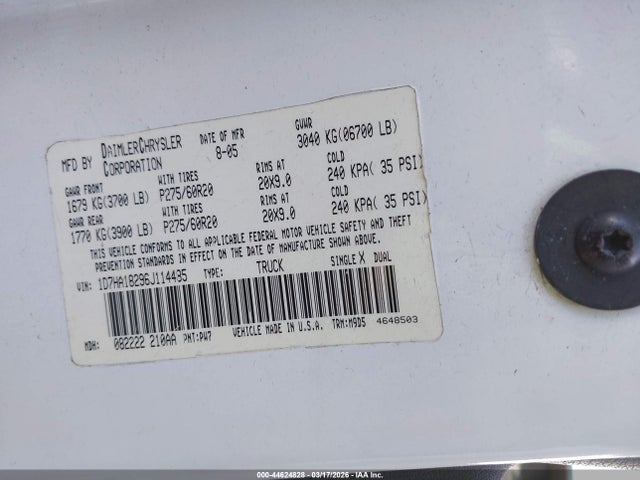 MFD BY DAIMLERCHRYSLER CORPORATION DATE OF MFR 8-05 GVWR 3040 KG(06700 LB)
GAWR FRONT WITH TIRES RIMS AT COLD
1679 KG(3700 LB) P275/60R20 20X9.0 240 KPA( 35 PSI)
GAWR REAR WITH TIRES RIMS AT COLD
1770 KG(3900 LB) P275/60R20 20X9.0 240 KPA( 35 PSI)
THIS VEHICLE CONFORMS TO ALL APPLICABLE FEDERAL MOTOR VEHICLE SAFETY AND THEFT
PREVENTION STANDARDS IN EFFECT ON THE DATE OF MANUFACTURE SHOWN ABOVE.
VIN: 1D7HA18296J114435 TYPE: TRUCK SINGLE X DUAL
MDH: 082222 210AA PNT:PW7 VEHICLE MADE IN U.S.A. TRM:M9D5 4648503
000-44624828 - 03/17/2026 - IAA Inc.